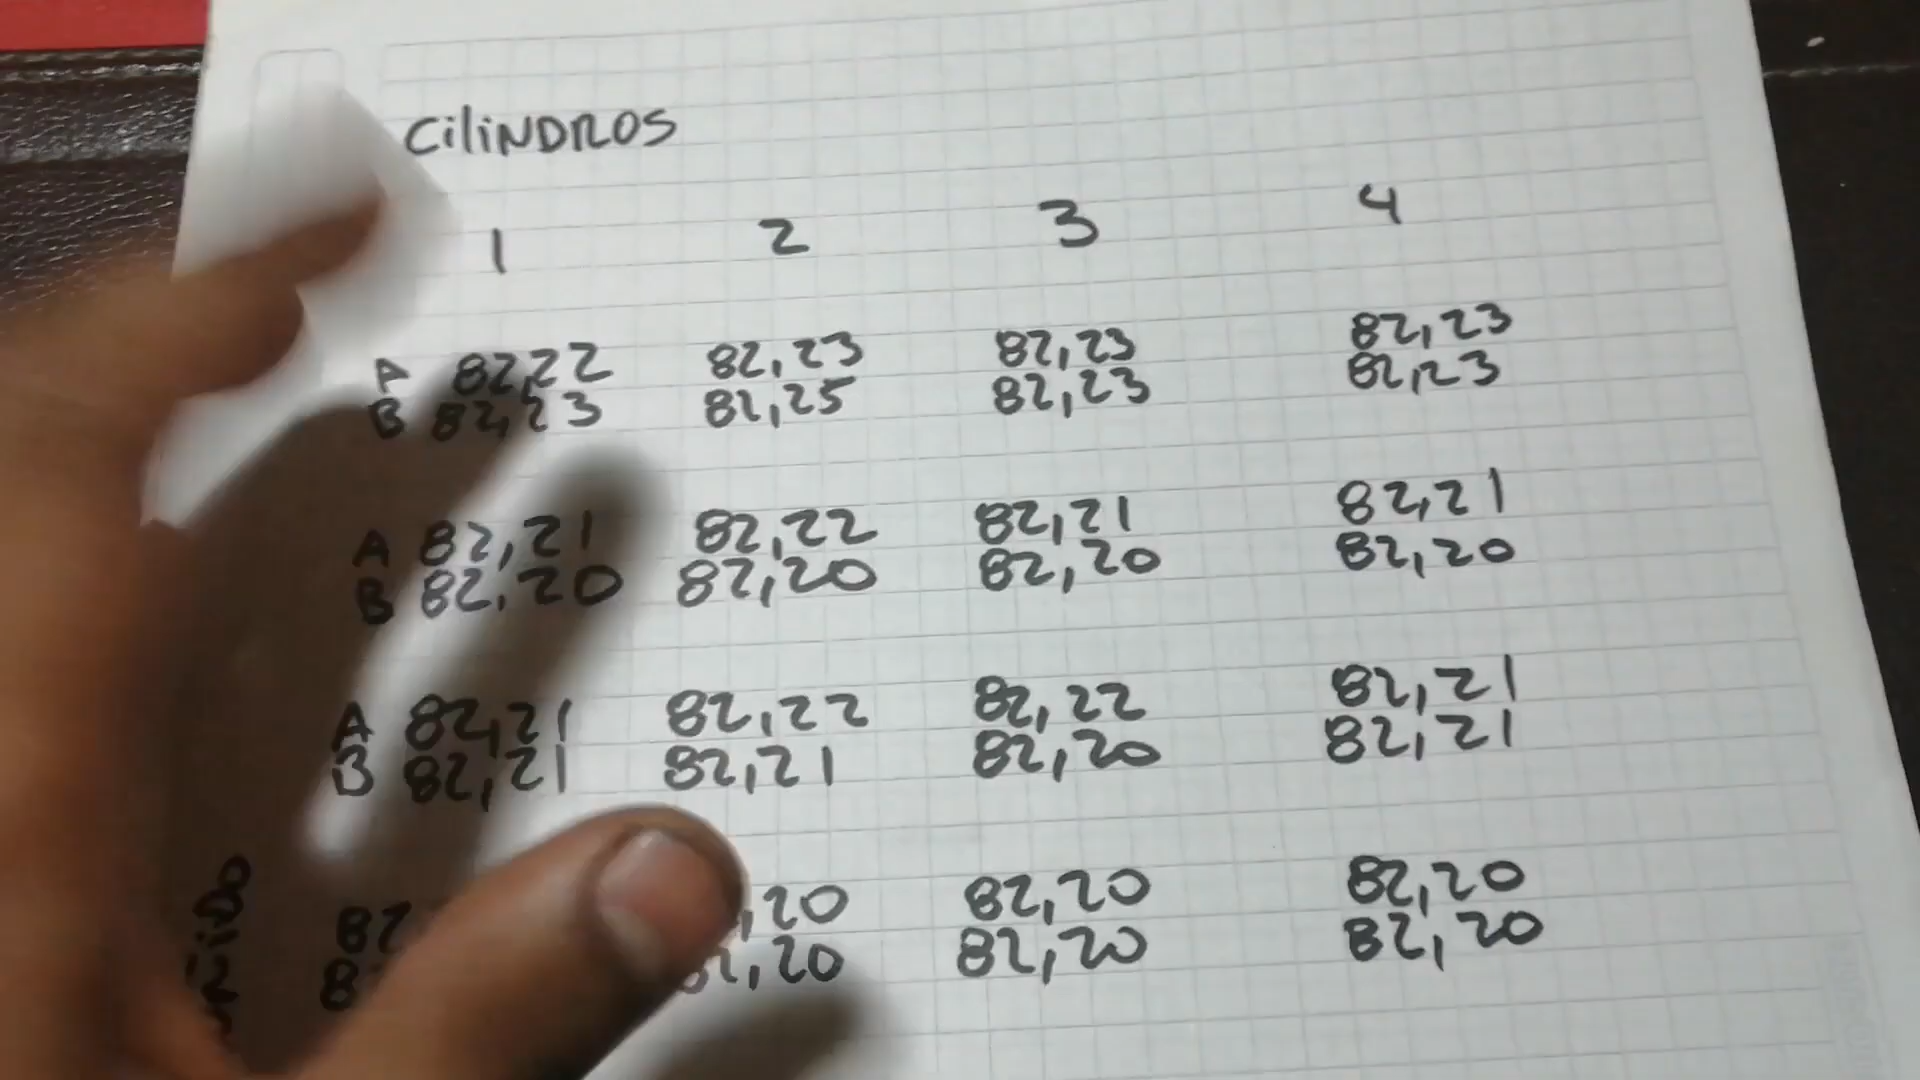 CiliNDROS
1 2 3 4
A 82,22 82,23 82,23 82,23
B 82,23 82,25 82,23 82,23
A 82,21 82,22 82,21 82,21
B 82,20 82,20 82,20 82,20
A 82,21 82,22 82,22 82,21
B 82,21 82,21 82,20 82,21
82 ,20 82,20 82,20
,20 82,20 82,20